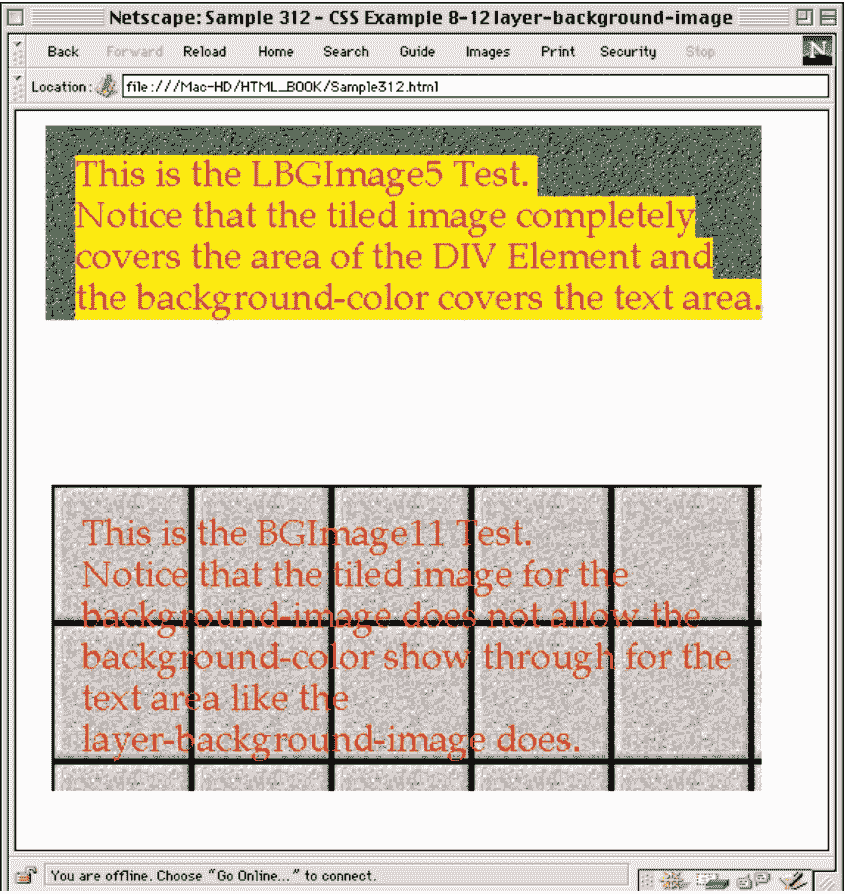 Netscape: Sample 312 - CSS Example 8-12 layer-background-image
Back Forward Reload Home Search Guide Images Print Security Stop N
Location: file:///Mac-HD/HTML_BOOK/Sample312.html
This is the LBGImage5 Test.
Notice that the tiled image completely
covers the area of the DIV Element and
the background-color covers the text area.
This is the BGImage11 Test.
Notice that the tiled image for the
background-image does not allow the
background-color show through for the
text area like the
layer-background-image does.
You are offline. Choose "Go Online..." to connect.